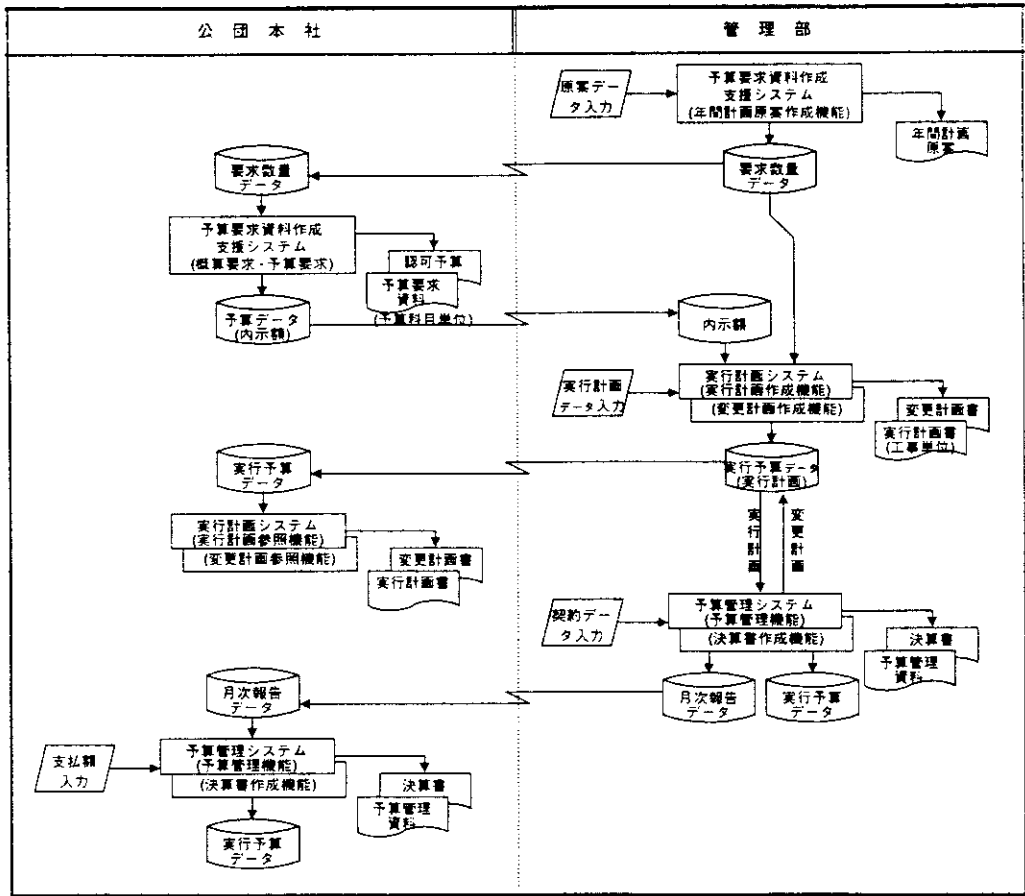 公団本社
管理部
原案データ入力
予算要求資料作成
支援システム
(年間計画原案作成機能)
年間計画
原案
要求数量
データ
要求数量
データ
予算要求資料作成
支援システム
(概算要求・予算要求)
認可予算
予算要求
資料
(予算科目単位)
予算データ
(内示額)
内示額
実行計画
データ入力
実行計画システム
(実行計画作成機能)
(変更計画作成機能)
変更計画書
実行計画書
(工事単位)
実行予算
データ
実行予算データ
(実行計画)
実行計画
変更計画
実行計画システム
(実行計画参照機能)
(変更計画参照機能)
変更計画書
実行計画書
契約デー
タ入力
予算管理システム
(予算管理機能)
(決算書作成機能)
決算書
予算管理
資料
月次報告
データ
月次報告
データ
実行予算
データ
支払額
入力
予算管理システム
(予算管理機能)
(決算書作成機能)
決算書
予算管理
資料
実行予算
データ